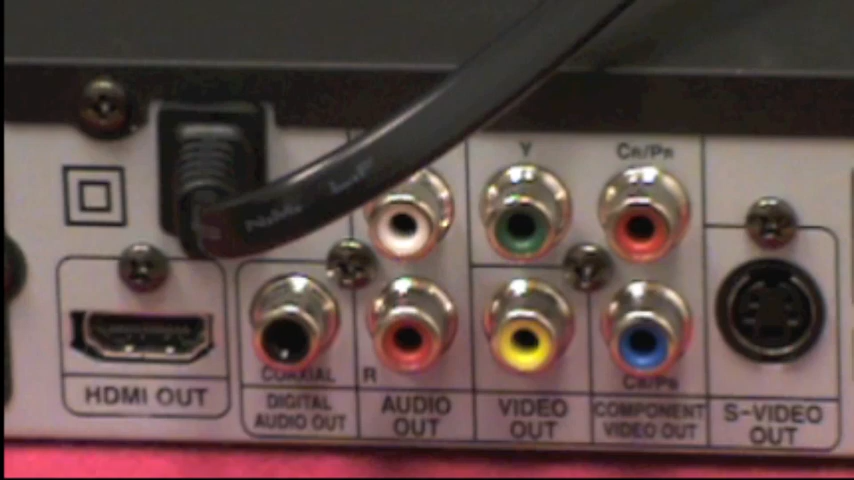 Y
CR/PR
HDMI OUT
COAXIAL
DIGITAL
AUDIO OUT
R
AUDIO
OUT
VIDEO
OUT
CB/PB
COMPONENT
VIDEO OUT
S-VIDEO
OUT